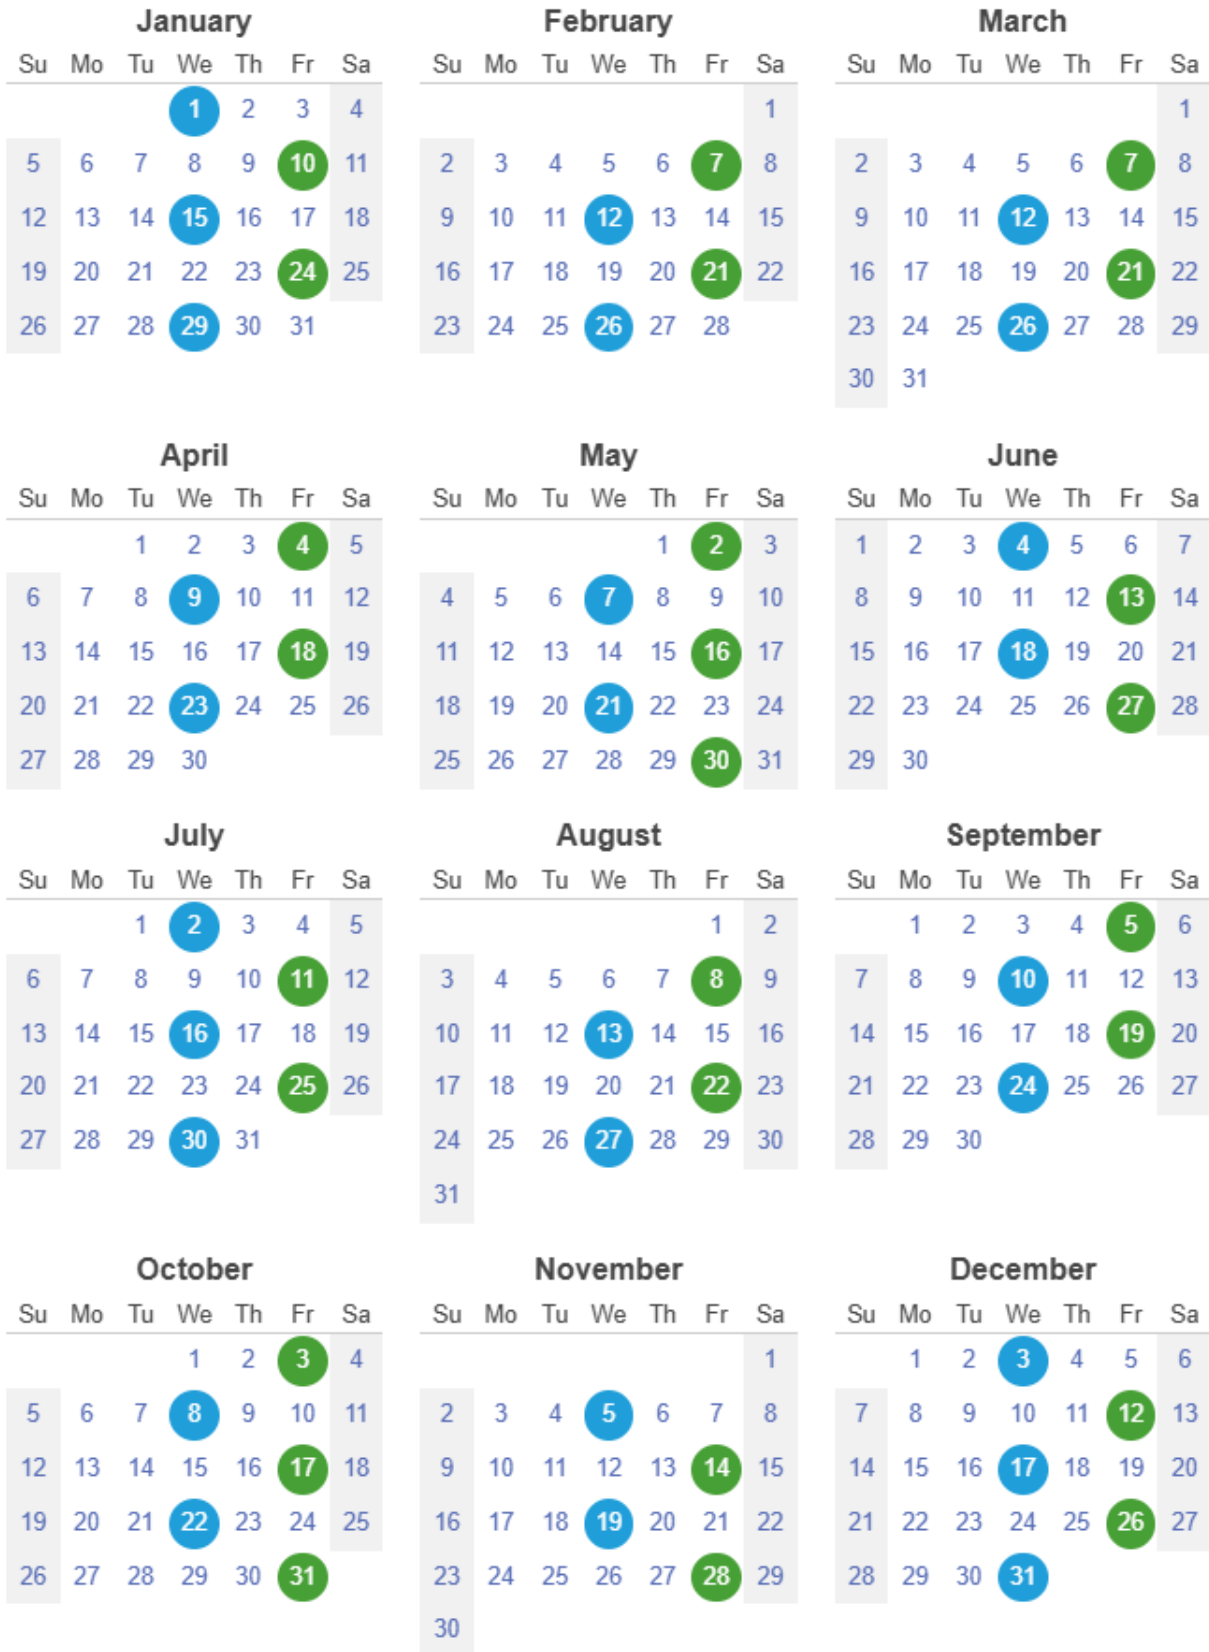 January February March
Su Mo Tu We Th Fr Sa Su Mo Tu We Th Fr Sa Su Mo Tu We Th Fr Sa
1 2 3 4 1 1
5 6 7 8 9 10 11 2 3 4 5 6 7 8 2 3 4 5 6 7 8
12 13 14 15 16 17 18 9 10 11 12 13 14 15 9 10 11 12 13 14 15
19 20 21 22 23 24 25 16 17 18 19 20 21 22 16 17 18 19 20 21 22
26 27 28 29 30 31 23 24 25 26 27 28 23 24 25 26 27 28 29
30 31
April May June
Su Mo Tu We Th Fr Sa Su Mo Tu We Th Fr Sa Su Mo Tu We Th Fr Sa
1 2 3 4 5 1 2 3 1 2 3 4 5 6 7
6 7 8 9 10 11 12 4 5 6 7 8 9 10 8 9 10 11 12 13 14
13 14 15 16 17 18 19 11 12 13 14 15 16 17 15 16 17 18 19 20 21
20 21 22 23 24 25 26 18 19 20 21 22 23 24 22 23 24 25 26 27 28
27 28 29 30 25 26 27 28 29 30 31 29 30
July August September
Su Mo Tu We Th Fr Sa Su Mo Tu We Th Fr Sa Su Mo Tu We Th Fr Sa
1 2 3 4 5 1 2 1 2 3 4 5 6
6 7 8 9 10 11 12 3 4 5 6 7 8 9 7 8 9 10 11 12 13
13 14 15 16 17 18 19 10 11 12 13 14 15 16 14 15 16 17 18 19 20
20 21 22 23 24 25 26 17 18 19 20 21 22 23 21 22 23 24 25 26 27
27 28 29 30 31 24 25 26 27 28 29 30 28 29 30
31
October November December
Su Mo Tu We Th Fr Sa Su Mo Tu We Th Fr Sa Su Mo Tu We Th Fr Sa
1 2 3 4 1 1 2 3 4 5 6
5 6 7 8 9 10 11 2 3 4 5 6 7 8 7 8 9 10 11 12 13
12 13 14 15 16 17 18 9 10 11 12 13 14 15 14 15 16 17 18 19 20
19 20 21 22 23 24 25 16 17 18 19 20 21 22 21 22 23 24 25 26 27
26 27 28 29 30 31 23 24 25 26 27 28 29 28 29 30 31
30